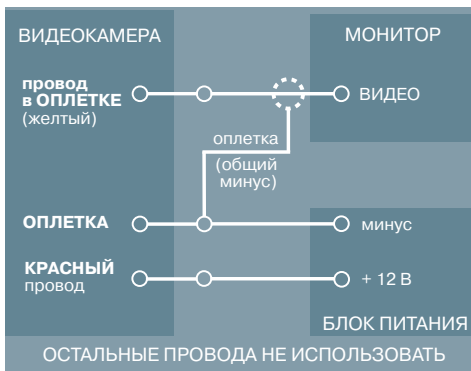 ВИДЕОКАМЕРА
МОНИТОР
провод
в ОПЛЕТКЕ
(желтый)
ВИДЕО
оплетка
(общий
минус)
ОПЛЕТКА
минус
КРАСНЫЙ
провод
+ 12 В
БЛОК ПИТАНИЯ
ОСТАЛЬНЫЕ ПРОВОДА НЕ ИСПОЛЬЗОВАТЬ